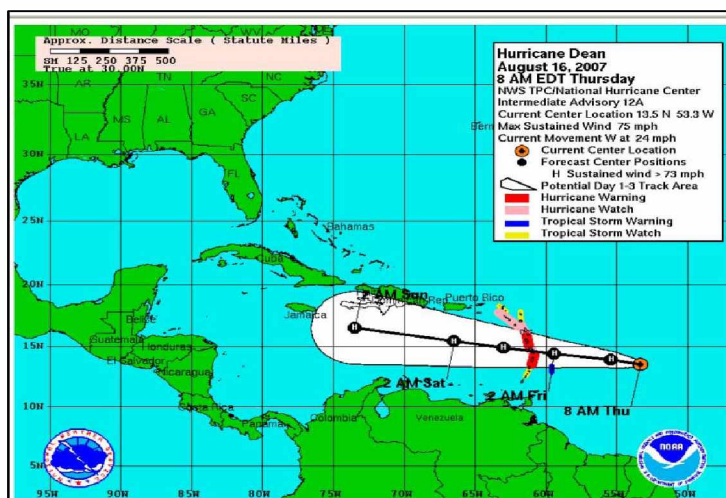 Approx. Distance Scale ( Statute Miles )
SM 125 250 375 500
True at 30.00N
Hurricane Dean
August 16, 2007
8 AM EDT Thursday
NWS TPC/National Hurricane Center
Intermediate Advisory 12A
Current Center Location 13.5 N 53.3 W
Max Sustained Wind 75 mph
Current Movement W at 24 mph
Current Center Location
Forecast Center Positions
H Sustained wind > 73 mph
Potential Day 1-3 Track Area
Hurricane Warning
Hurricane Watch
Tropical Storm Warning
Tropical Storm Watch
MO
WV
AR
TN
NC
SC
MS
AL
GA
LA
FL
35N
30N
25N
20N
15N
10N
5N
Bahamas
Cuba
Jamaica
Puerto Rico
Belize
Guatemala
Honduras
El Salvador
Nicaragua
Costa Rica
Panama
Colombia
Venezuela
AM Sun
2 AM Sat
2 AM Fri
8 AM Thu
H H H H H
95W 90W 85W 80W 75W 70W 65W 60W 55W 50W
NOAA